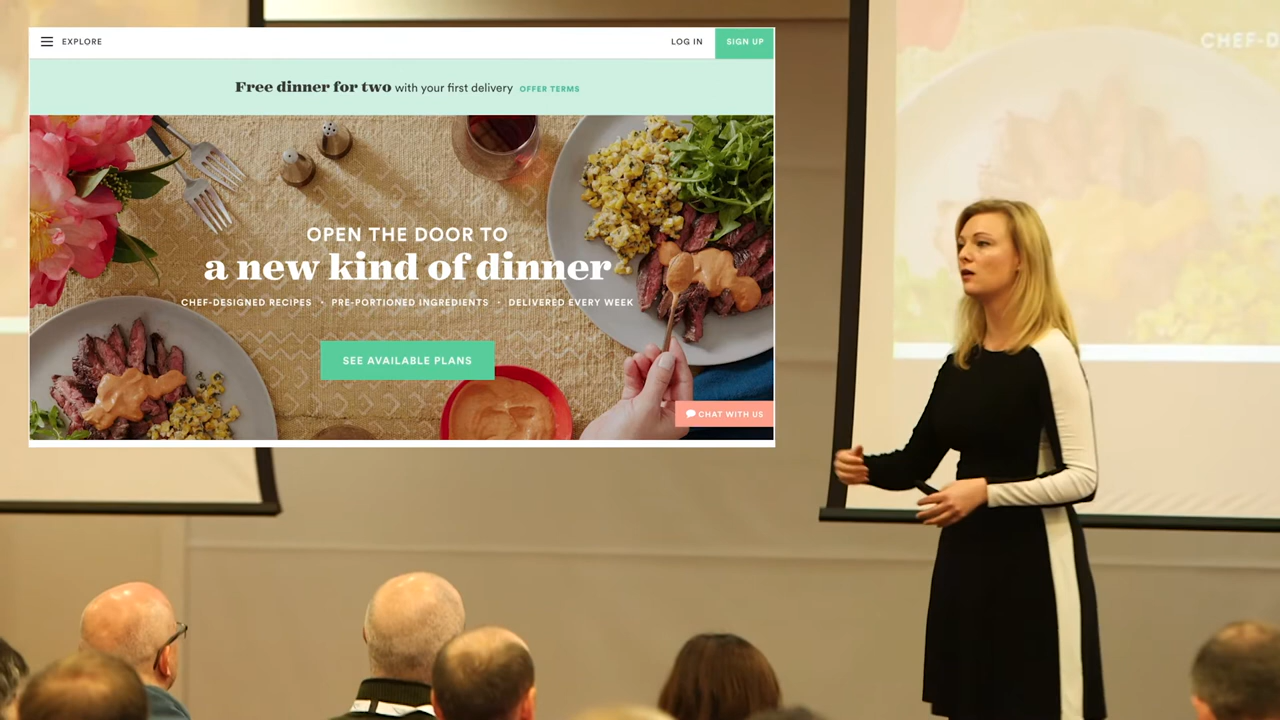 EXPLORE
LOG IN
SIGN UP
Free dinner for two with your first delivery OFFER TERMS
OPEN THE DOOR TO
a new kind of dinner
CHEF-DESIGNED RECIPES • PRE-PORTIONED INGREDIENTS • DELIVERED EVERY WEEK
SEE AVAILABLE PLANS
CHAT WITH US
CHEF-D